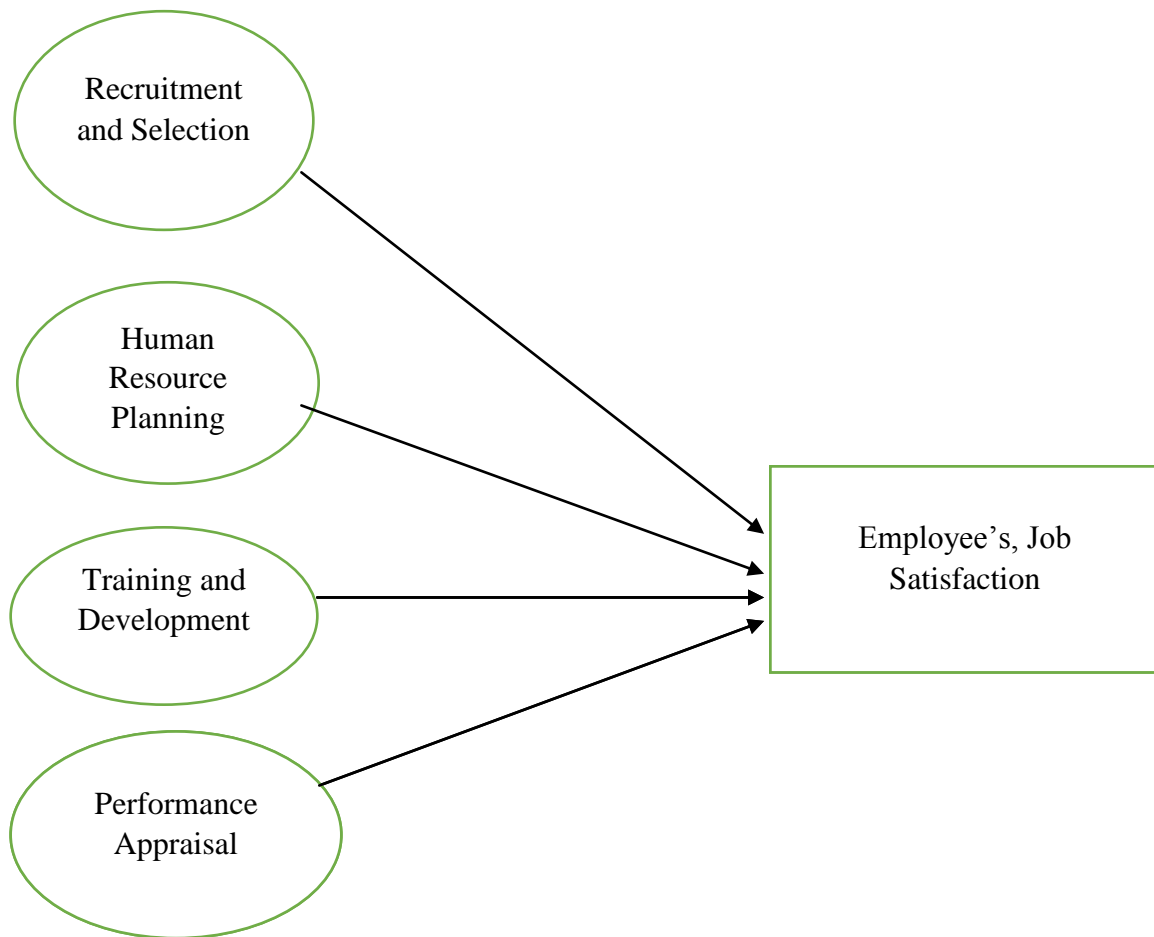 Recruitment
and Selection
Human
Resource
Planning
Training and
Development
Performance
Appraisal
Employee’s, Job
Satisfaction